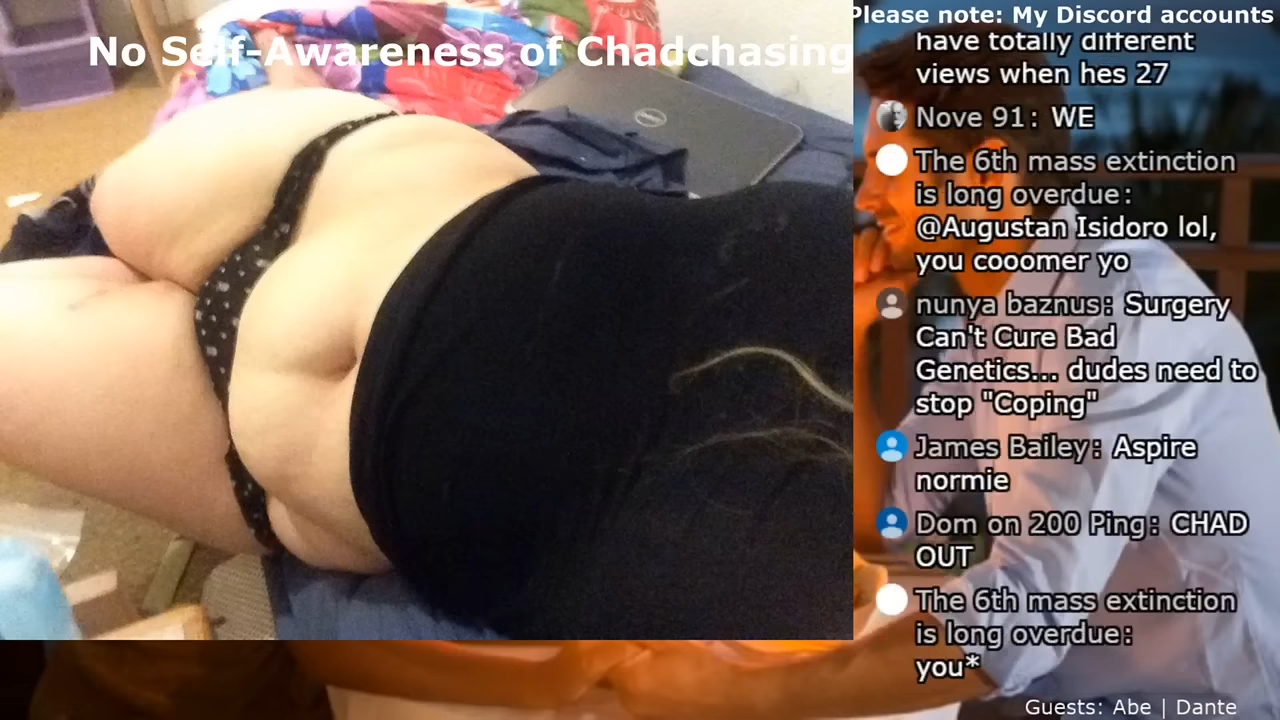 No Self-Awareness of Chadchasing
Please note: My Discord accounts
have totally different
views when hes 27
Nove 91: WE
The 6th mass extinction
is long overdue:
@Augustan Isidoro lol,
you cooomer yo
nunya baznus: Surgery
Can't Cure Bad
Genetics... dudes need to
stop "Coping"
James Bailey: Aspire
normie
Dom on 200 Ping: CHAD
OUT
The 6th mass extinction
is long overdue:
you*
Guests: Abe | Dante
DELL